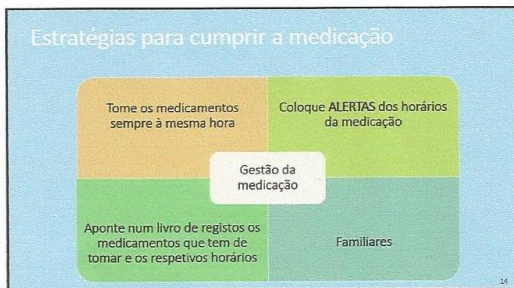 Estratégias para cumprir a medicação
Tome os medicamentos
sempre à mesma hora
Coloque ALERTAS dos horários
da medicação
Gestão da
medicação
Aponte num livro de registos os
medicamentos que tem de
tomar e os respetivos horários
Familiares
14